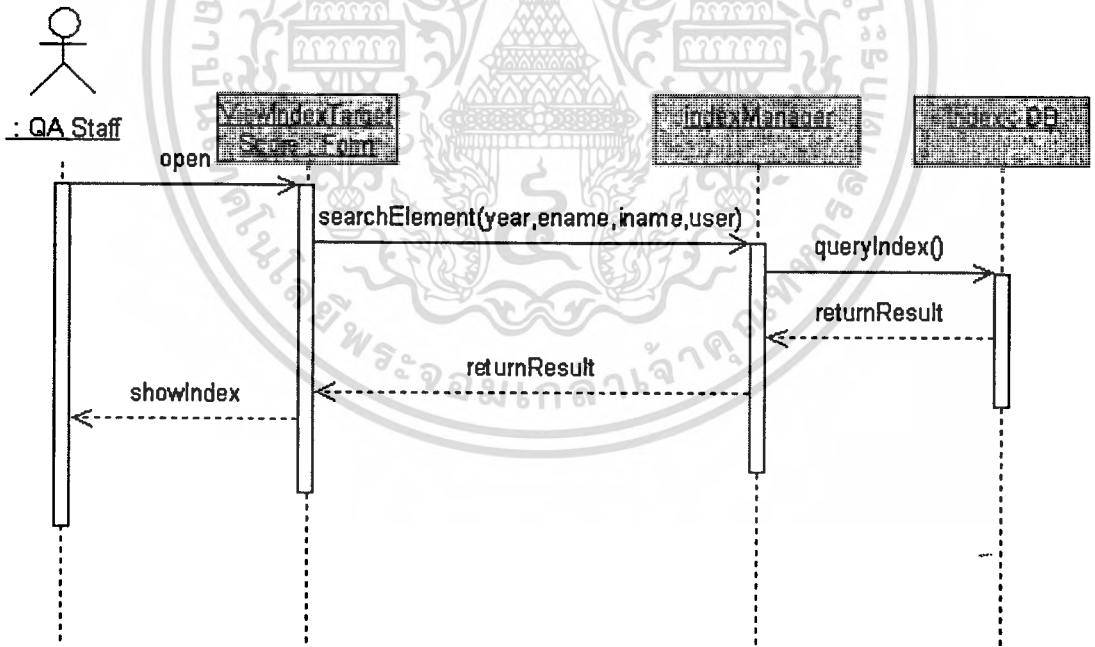 : QA Staff
ViewIndexTarget
Score : Form
IndexManager
Index : DB
open
searchElement(year,ename,iname,user)
queryIndex()
returnResult
returnResult
showIndex